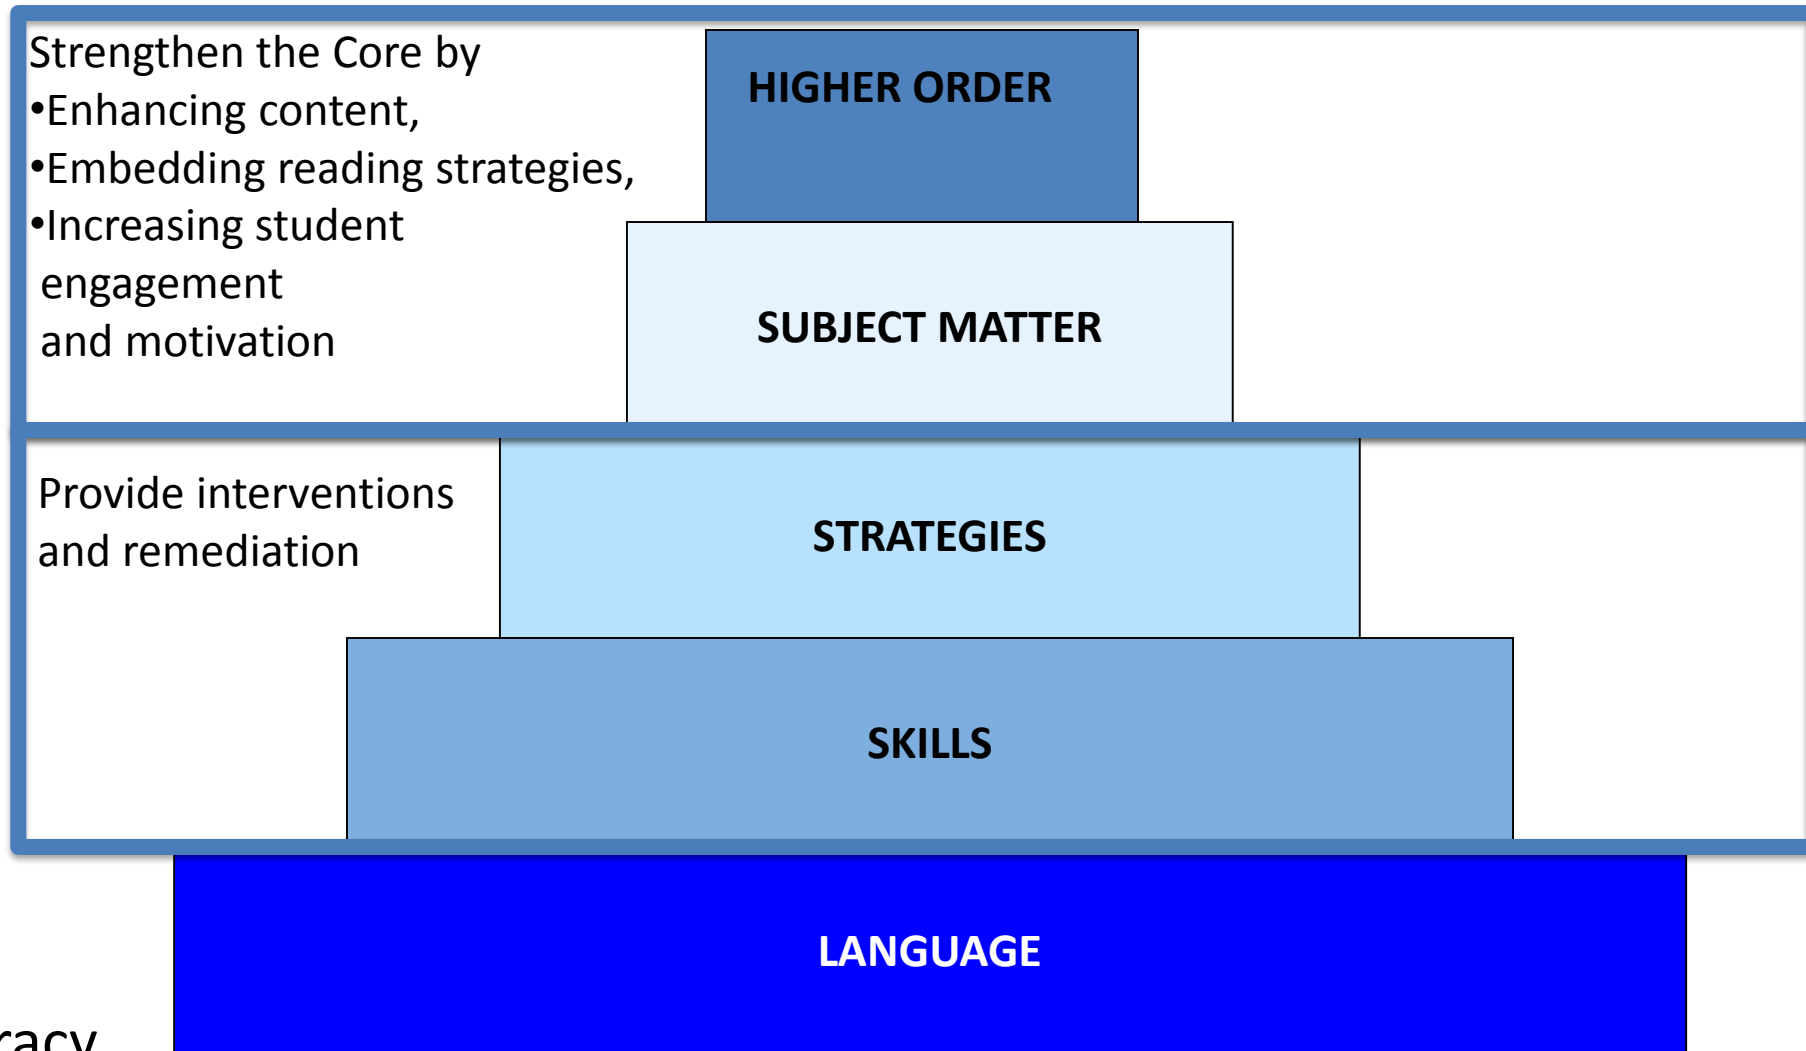 Strengthen the Core by
•Enhancing content,
•Embedding reading strategies,
•Increasing student
engagement
and motivation
HIGHER ORDER
SUBJECT MATTER
Provide interventions
and remediation
STRATEGIES
SKILLS
LANGUAGE